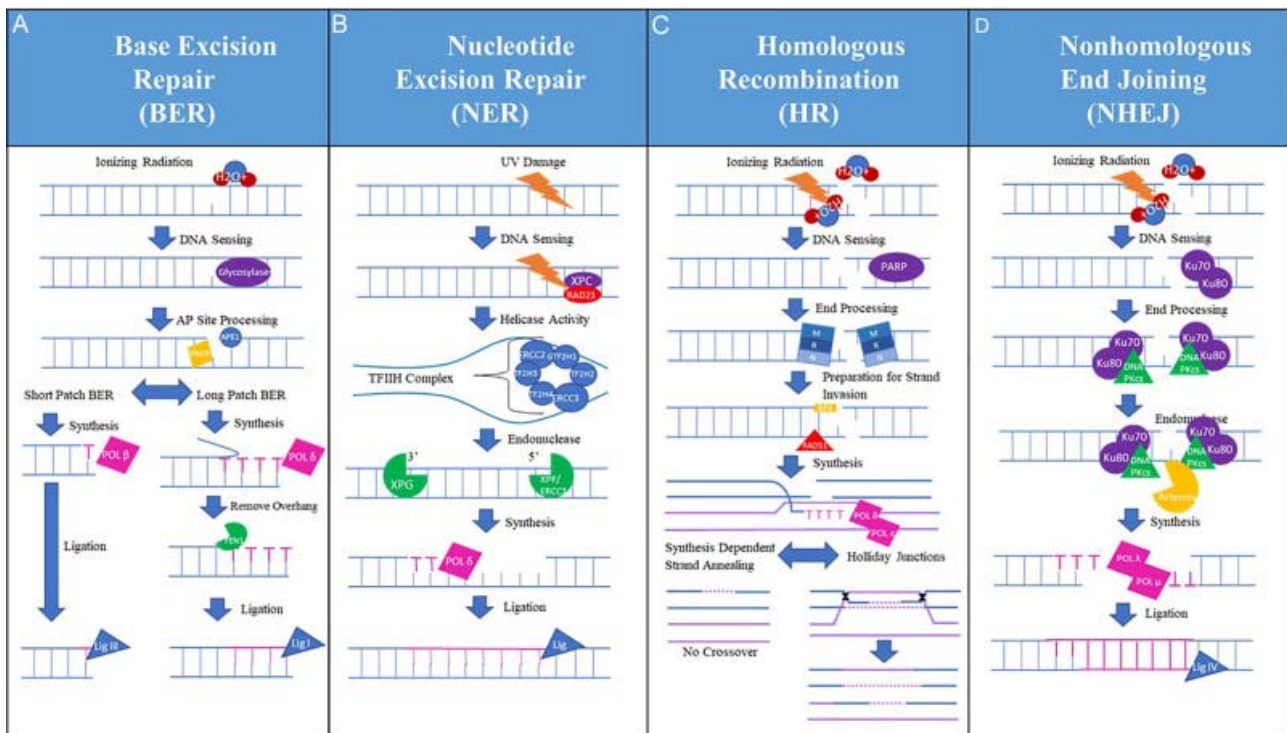 A
Base Excision
Repair
(BER)
Ionizing Radiation
H2O+
DNA Sensing
Glycosylase
AP Site Processing
APE1
PNKP
Short Patch BER
Long Patch BER
Synthesis
Synthesis
POL β
POL δ
Remove Overhang
FEN1
Ligation
Ligation
Lig III
Lig I
B
Nucleotide
Excision Repair
(NER)
UV Damage
DNA Sensing
XPC
RAD23
Helicase Activity
TFIIH Complex
ERCC2
GTF2H1
TF2H3
TF2H2
TF2H4
ERCC3
Endonuclease
3’
5’
XPG
XPF/
ERCC1
Synthesis
POL δ
Ligation
Lig
C
Homologous
Recombination
(HR)
Ionizing Radiation
H2O+
DNA Sensing
PARP
End Processing
M
R
N
M
R
N
Preparation for Strand
Invasion
RAD51
Synthesis
POL δ
POL ε
Synthesis Dependent
Strand Annealing
Holliday Junctions
No Crossover
D
Nonhomologous
End Joining
(NHEJ)
Ionizing Radiation
H2O+
DNA Sensing
Ku70
Ku80
End Processing
Ku70
Ku80
DNA
PKcs
Ku70
Ku80
DNA
PKcs
Endonuclease
Ku70
Ku80
DNA
PKcs
Ku70
Ku80
DNA
PKcs
Artemis
Synthesis
POL λ
POL μ
Ligation
Lig IV